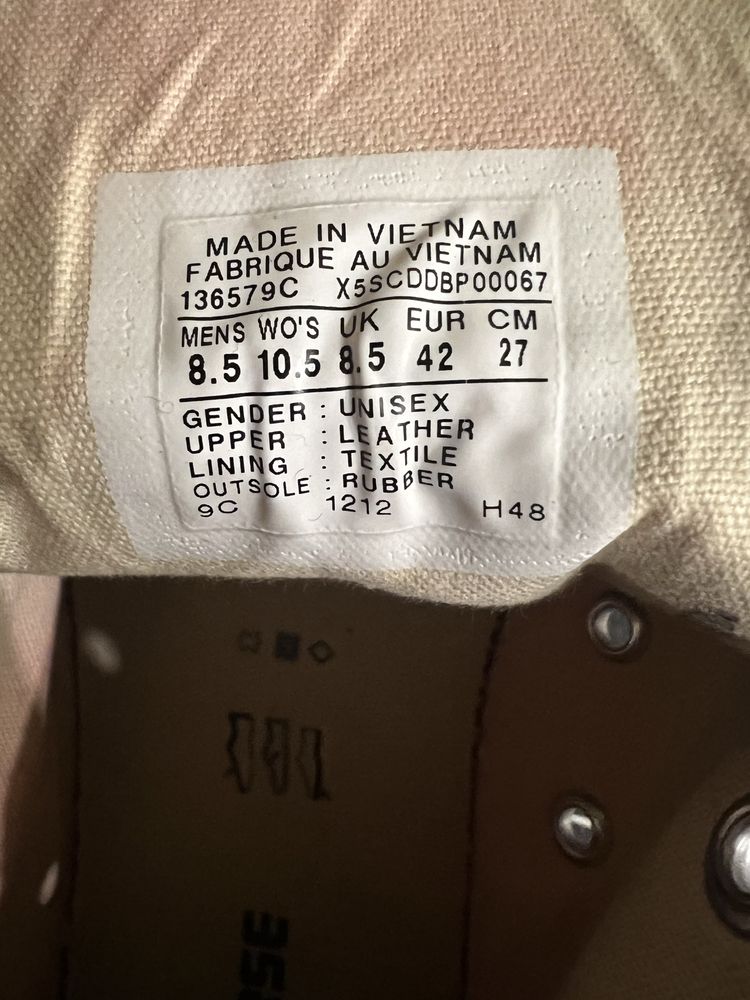 MADE IN VIETNAM
FABRIQUE AU VIETNAM
136579C X5SCDDBP00067
MENS WO'S UK EUR CM
8.5 10.5 8.5 42 27
GENDER : UNISEX
UPPER : LEATHER
LINING : TEXTILE
OUTSOLE : RUBBER
9C 1212 H48